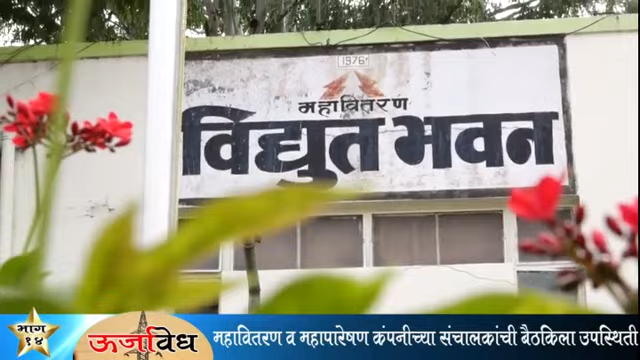 1976
महावितरण
विद्युत भवन
भाग १४
ऊर्जावेध
महावितरण व महापारेषण कंपनीच्या संचालकांची बैठकिला उपस्थिती